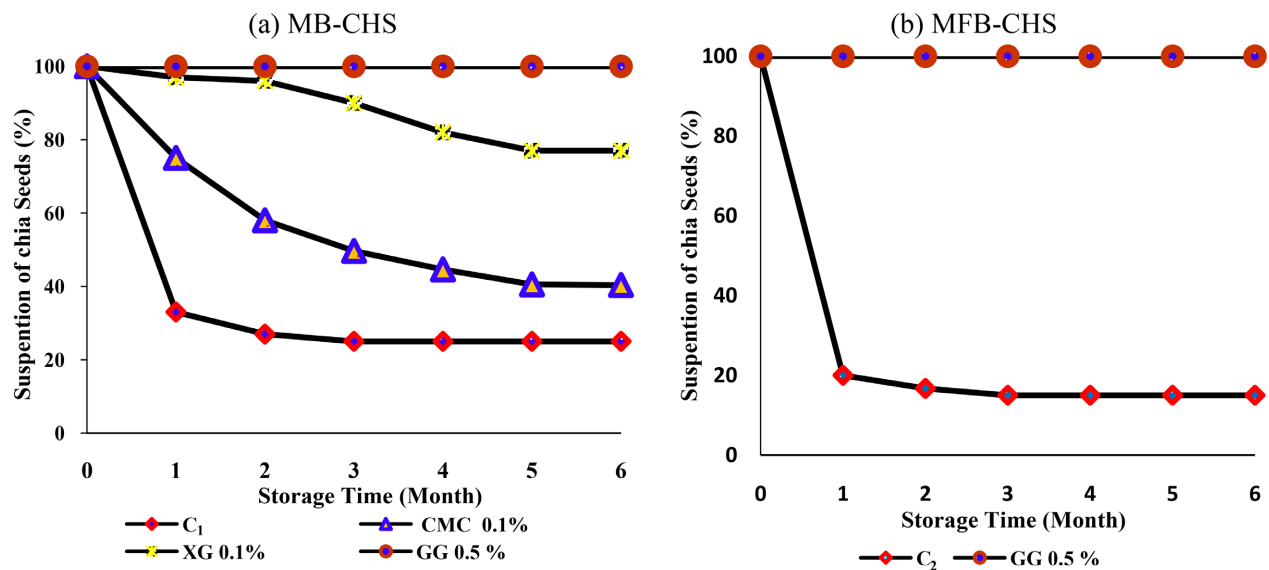 (a) MB-CHS
Suspention of chia Seeds (%)
100
80
60
40
20
0
0 1 2 3 4 5 6
Storage Time (Month)
C₁ CMC 0.1%
XG 0.1% GG 0.5 %
(b) MFB-CHS
Suspention of chia Seeds (%)
100
80
60
40
20
0
0 1 2 3 4 5 6
Storage Time (Month)
C₂ GG 0.5 %